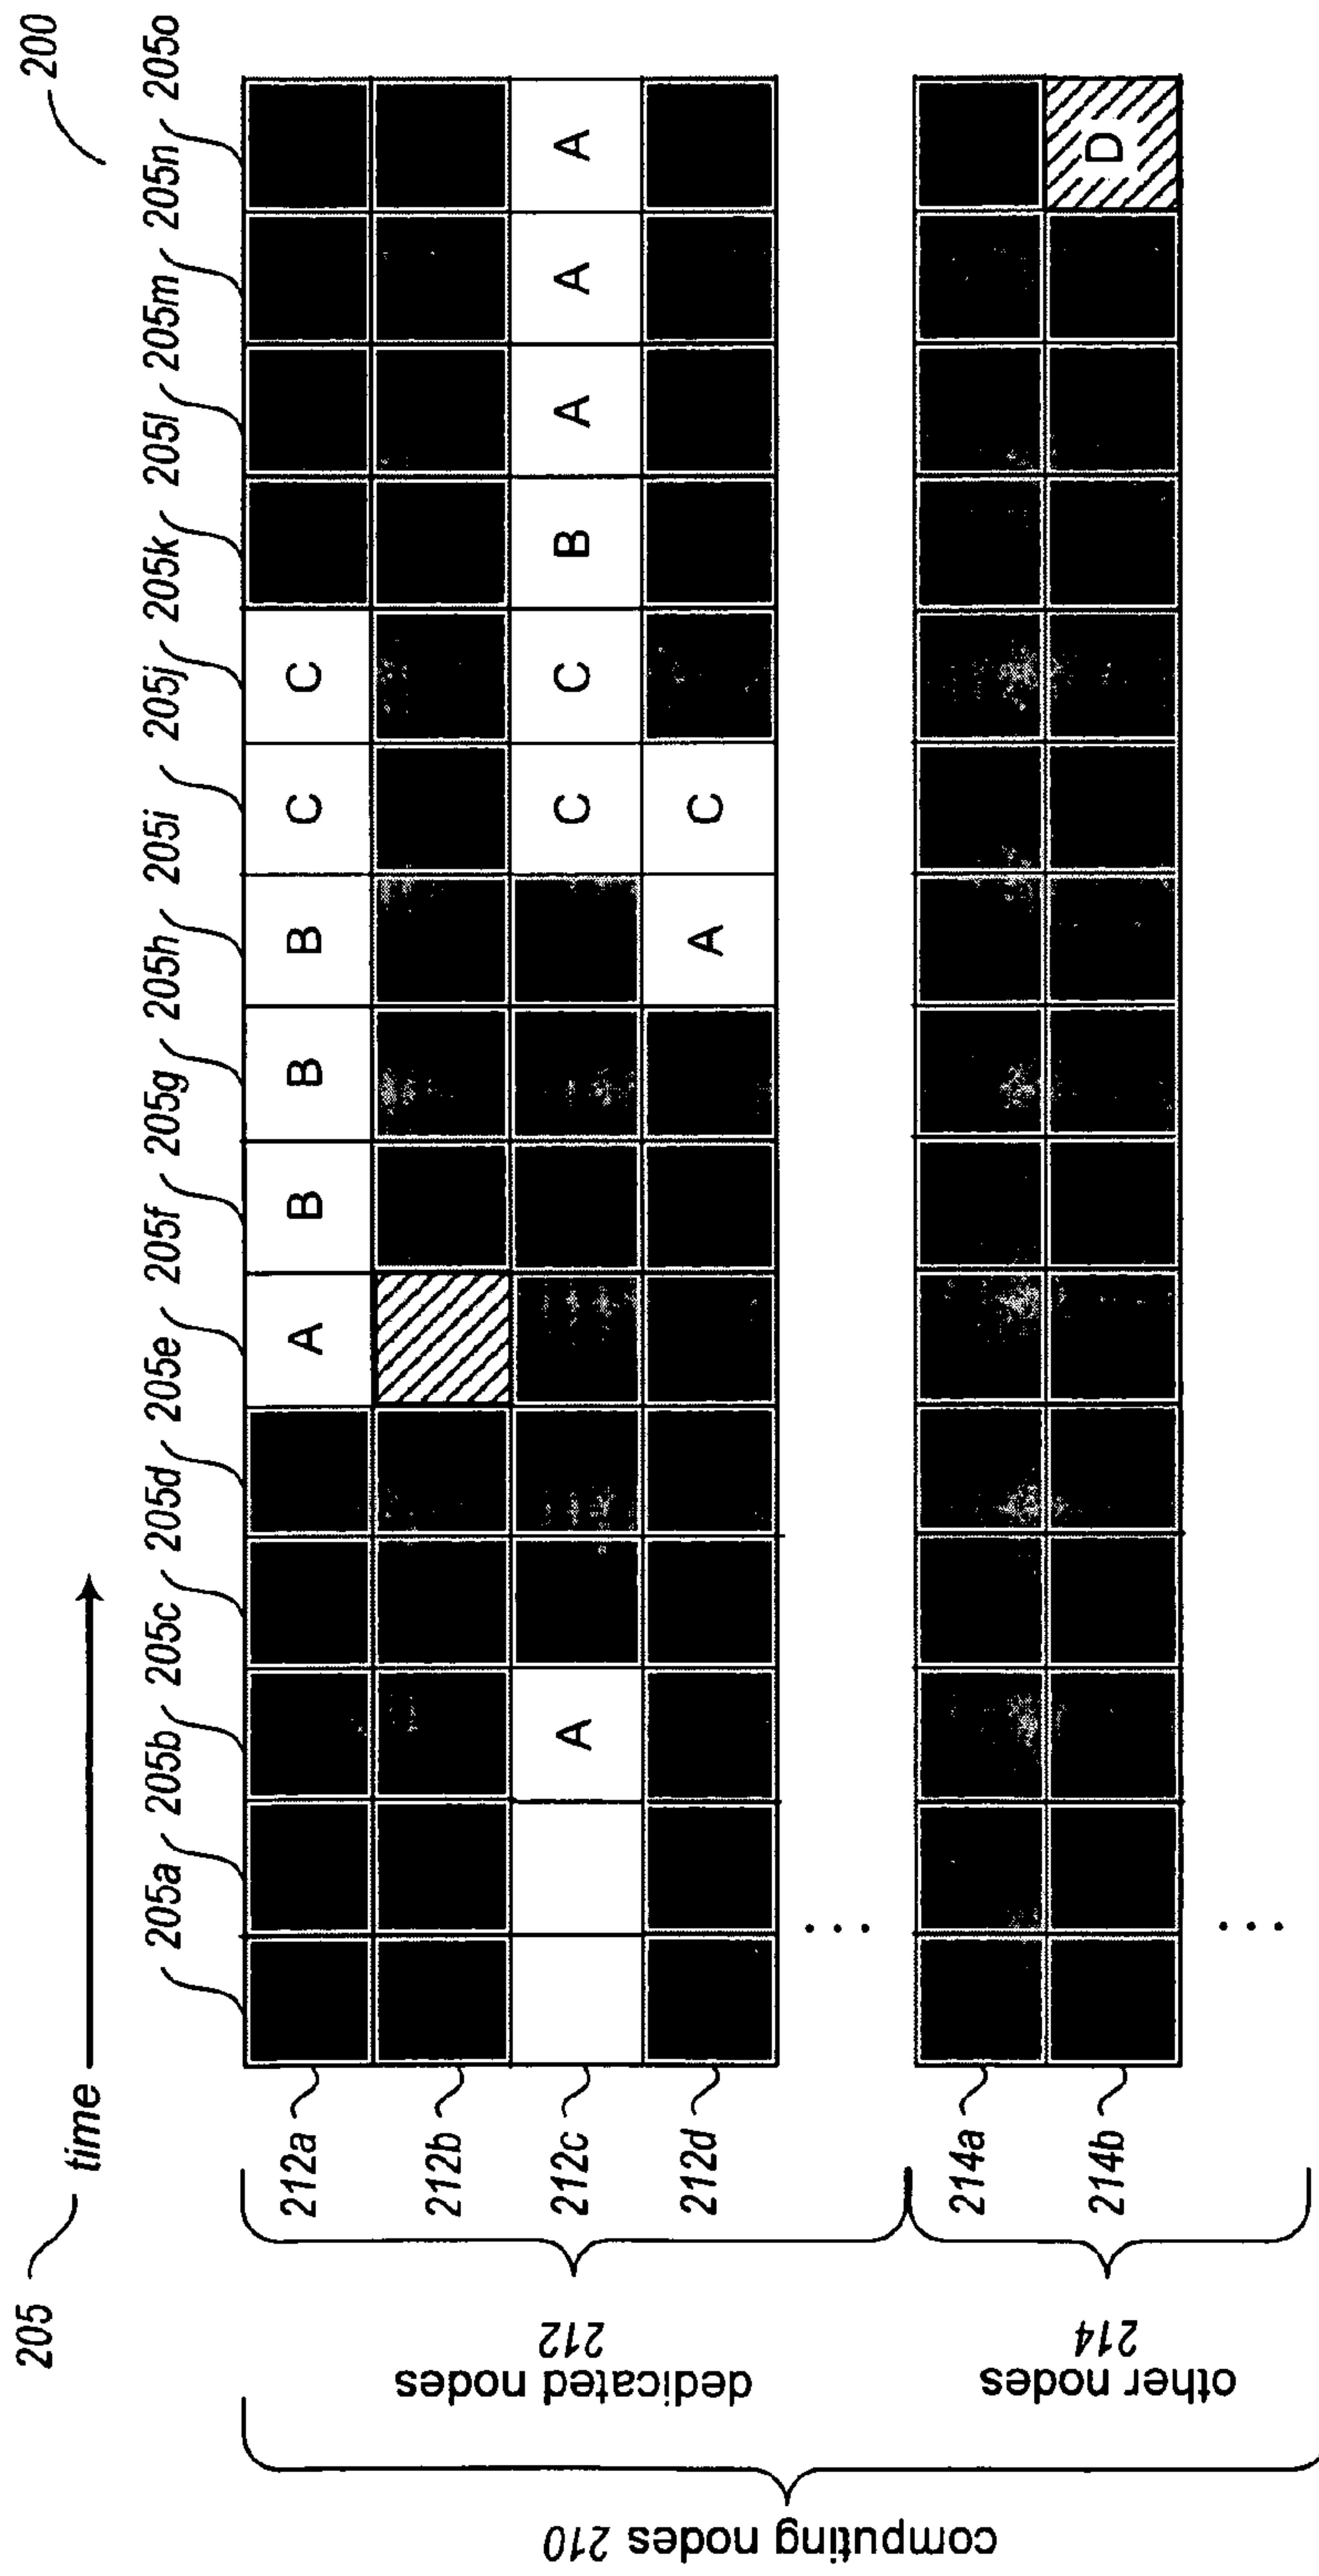 200
205 time
205a 205b 205c 205d 205e 205f 205g 205h 205i 205j 205k 205l 205m 205n 205o
computing nodes 210
dedicated nodes 212
212a A B B B C C
212b
212c A C C B A A A
212d A C
...
other nodes 214
214a
214b D
...